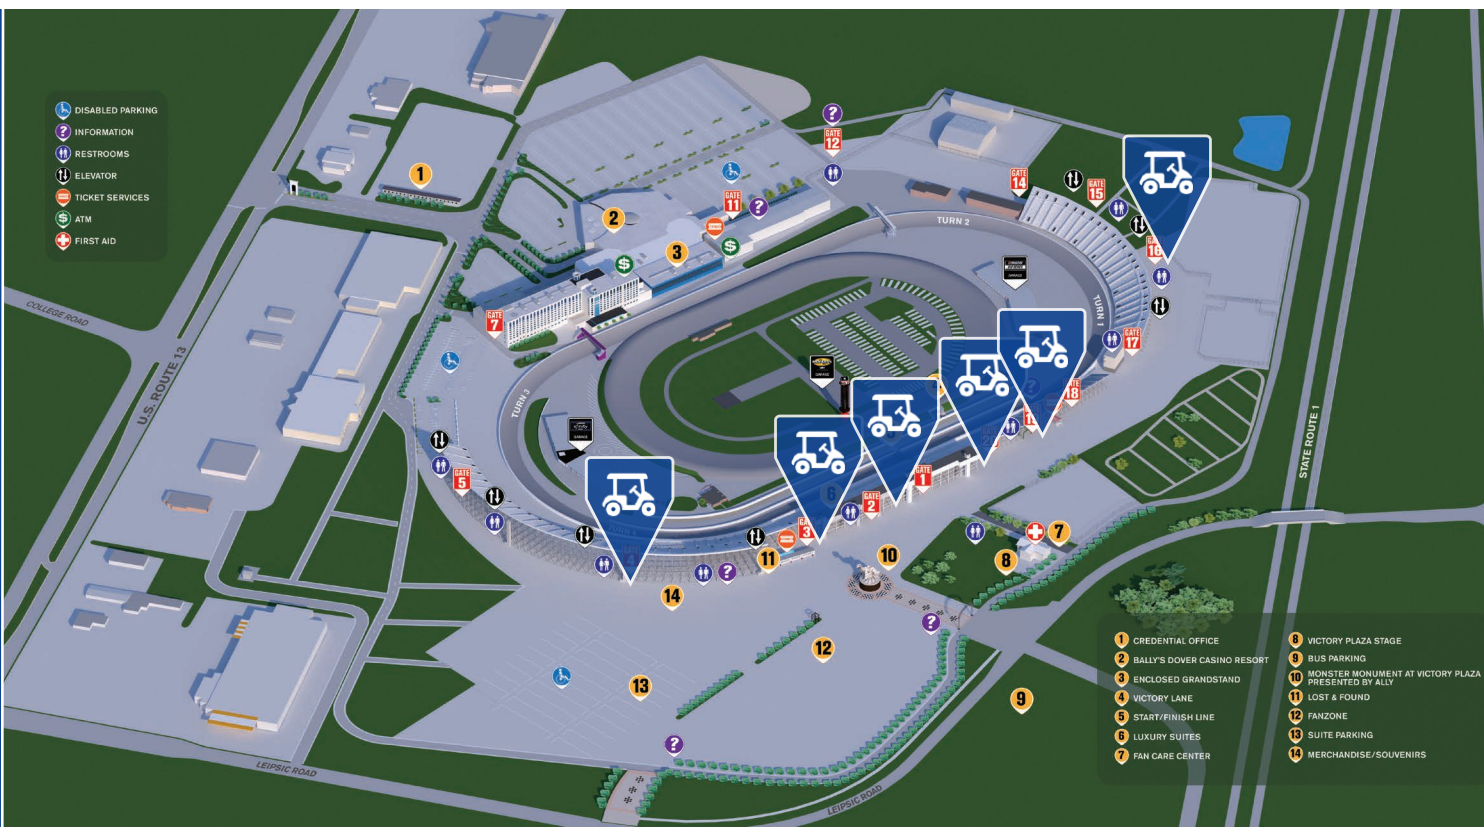 DISABLED PARKING
? INFORMATION
RESTROOMS
ELEVATOR
TICKET SERVICES
$ ATM
FIRST AID
1
2
3
$
$
?
GATE
12
GATE
11
?
GATE
14
GATE
15
GATE
16
GATE
17
18
GATE
7
TURN 2
TURN 1
TURN 3
GARAGE
GARAGE
GARAGE
COLLEGE ROAD
U.S. ROUTE 13
STATE ROUTE 1
GATE
5
GATE
1
GATE
2
6
3
11
?
14
10
8
7
?
12
13
9
?
LEIPSIC ROAD
LEIPSIC ROAD
1 CREDENTIAL OFFICE
2 BALLY'S DOVER CASINO RESORT
3 ENCLOSED GRANDSTAND
4 VICTORY LANE
5 START/FINISH LINE
6 LUXURY SUITES
7 FAN CARE CENTER
8 VICTORY PLAZA STAGE
9 BUS PARKING
10 MONSTER MONUMENT AT VICTORY PLAZA
PRESENTED BY ALLY
11 LOST & FOUND
12 FANZONE
13 SUITE PARKING
14 MERCHANDISE/SOUVENIRS